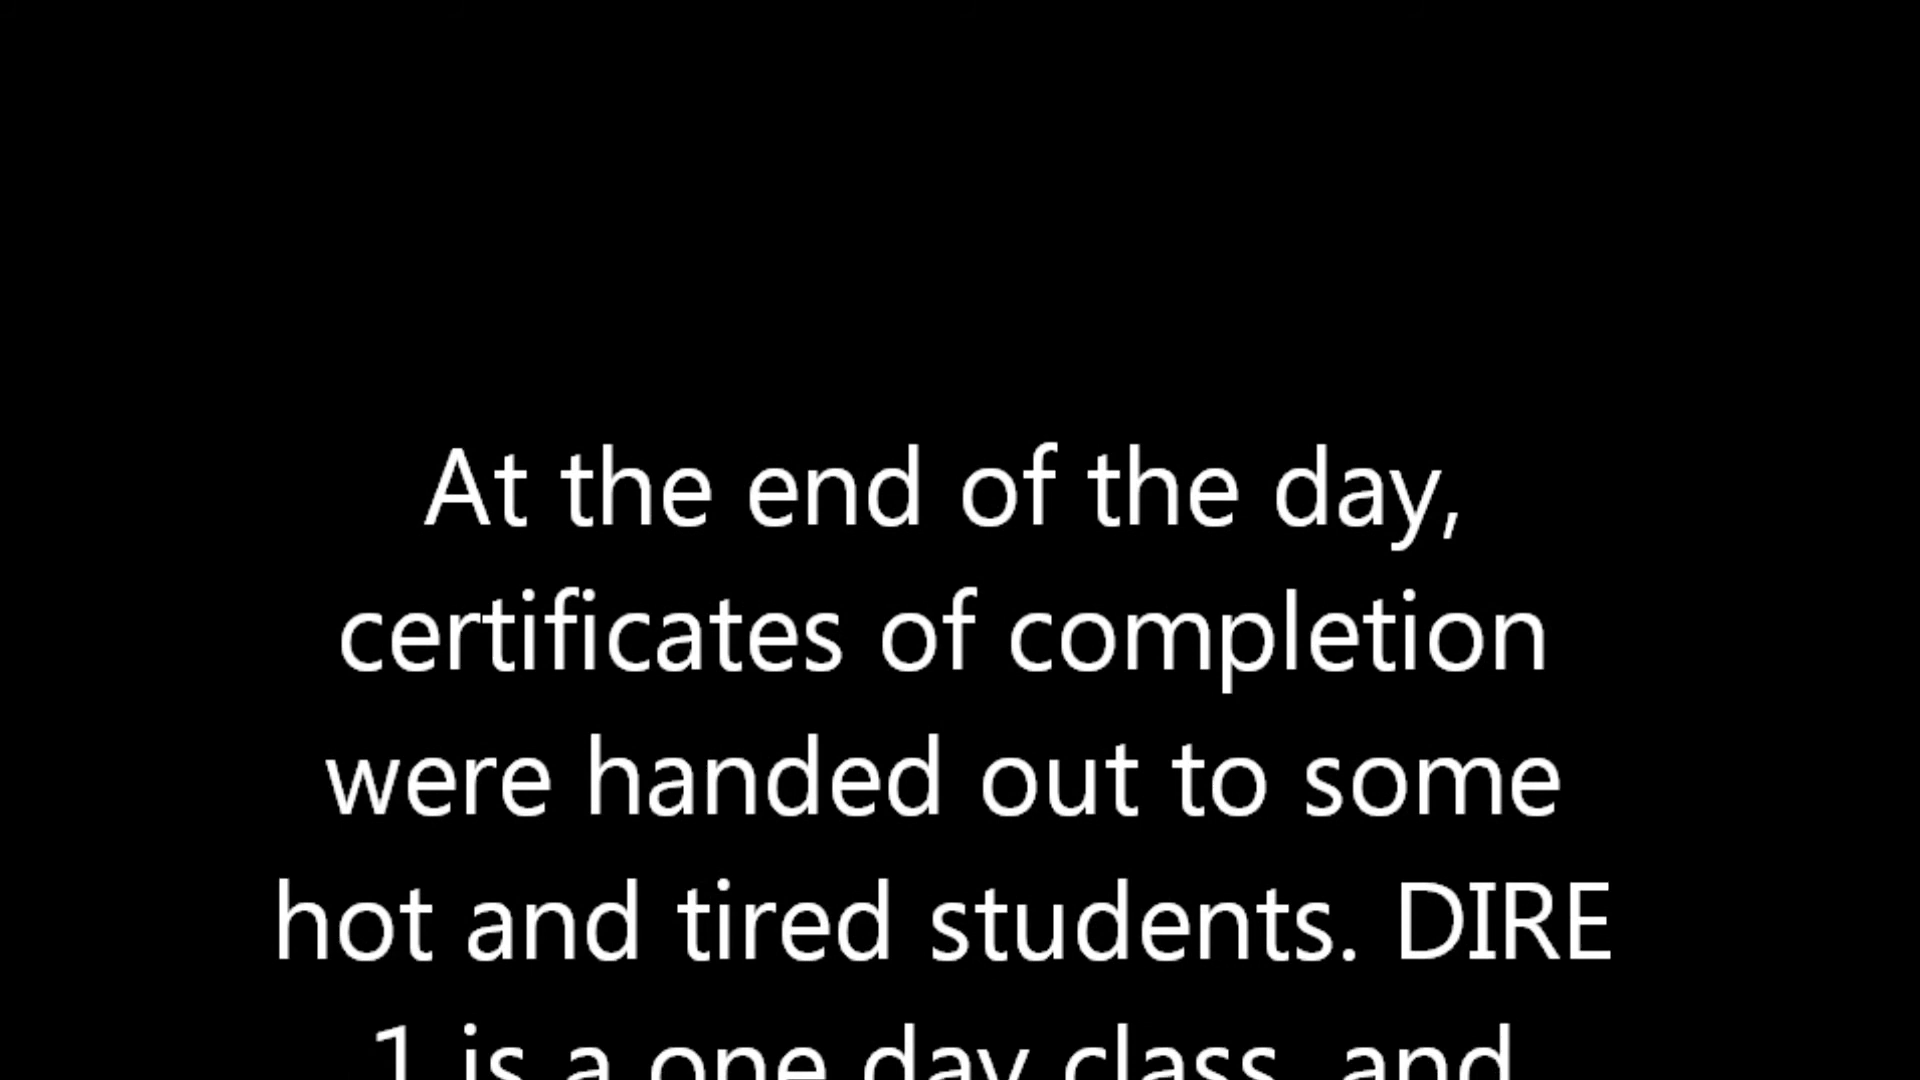 At the end of the day,
certificates of completion
were handed out to some
hot and tired students. DIRE
1 is a one day class, and